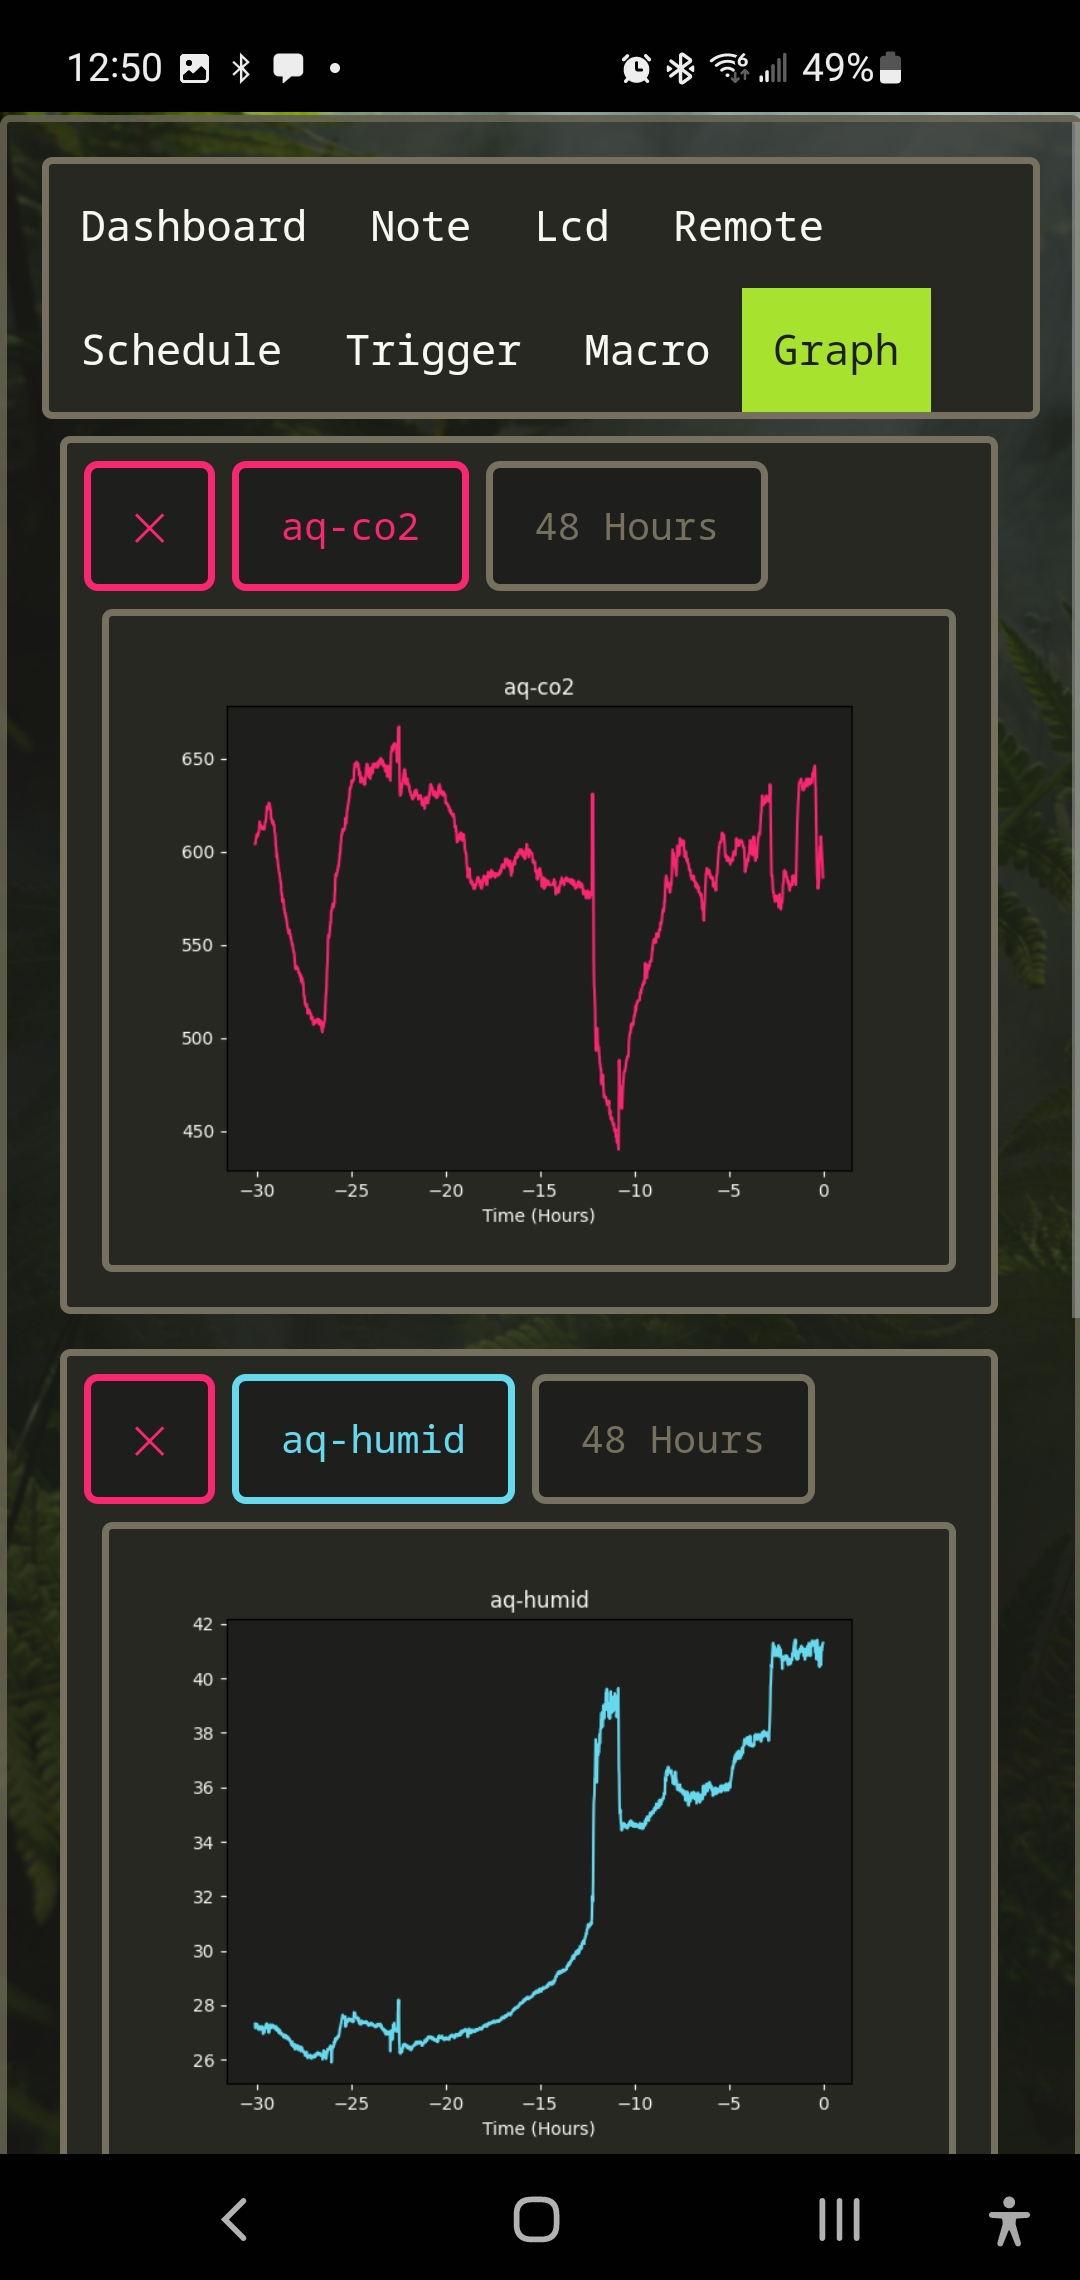 12:50 6 49%
Dashboard Note Lcd Remote
Schedule Trigger Macro Graph
aq-co2 48 Hours
aq-co2
650
600
550
500
450
−30 −25 −20 −15 −10 −5 0
Time (Hours)
aq-humid 48 Hours
aq-humid
42
40
38
36
34
32
30
28
26
−30 −25 −20 −15 −10 −5 0
Time (Hours)